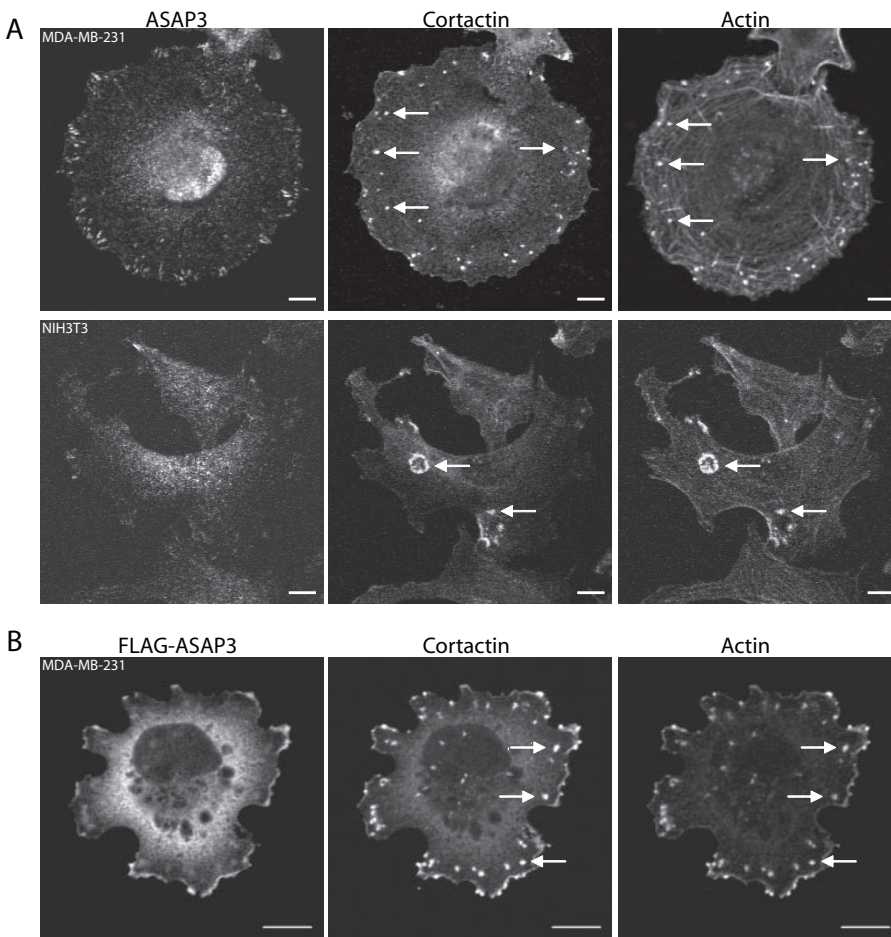 A
ASAP3 Cortactin Actin
MDA-MB-231
NIH3T3
B
FLAG-ASAP3 Cortactin Actin
MDA-MB-231